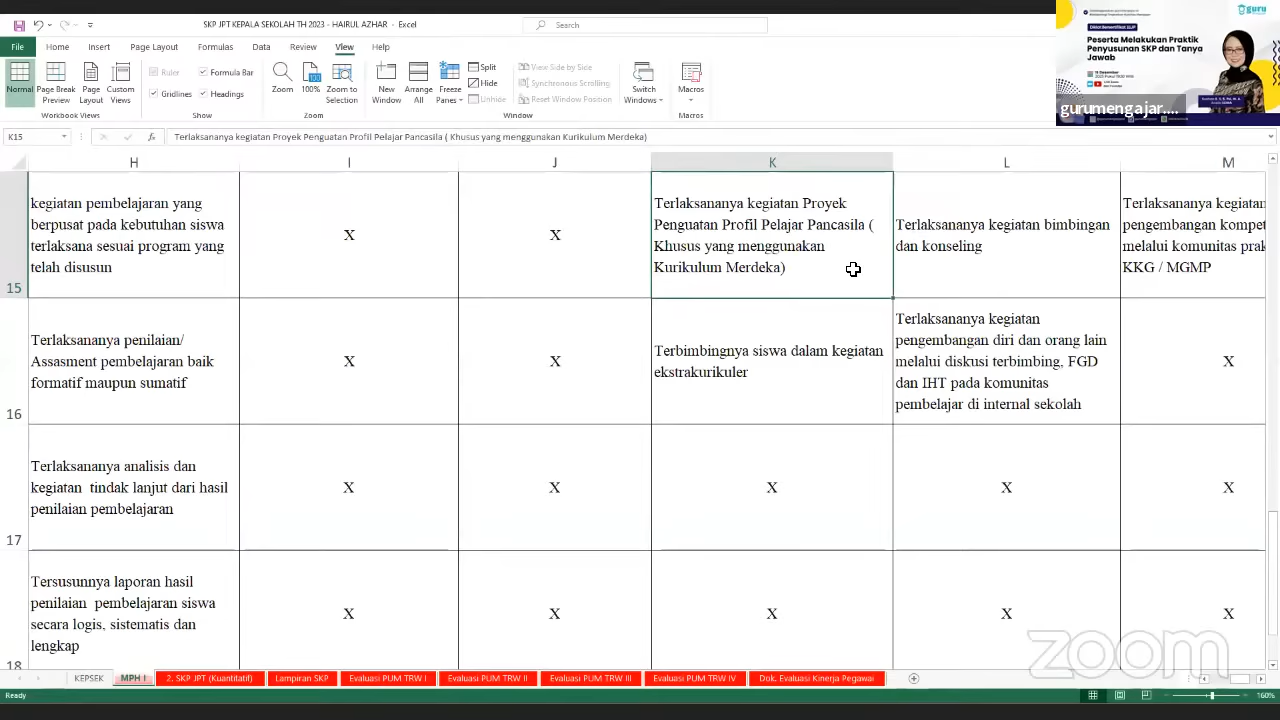 SKP JPT KEPALA SEKOLAH TH 2023 - HAIRUL AZHAR - Excel
Search
File
Home
Insert
Page Layout
Formulas
Data
Review
View
Help
Normal
Page Break
Preview
Page
Layout
Custom
Views
Workbook Views
Ruler
Formula Bar
Gridlines
Headings
Show
Zoom
100%
Zoom to
Selection
Zoom
New
Window
Arrange
All
Freeze
Panes
Split
Hide
Unhide
View Side by Side
Synchronous Scrolling
Reset Window Position
Window
Switch
Windows
Macros
Macros
Peserta Melakukan Praktik
Penyusunan SKP dan Tanya
Jawab
guru
gurumengajar....
K15
Terlaksananya kegiatan Proyek Penguatan Profil Pelajar Pancasila ( Khusus yang menggunakan Kurikulum Merdeka)
H I J K L M
15
kegiatan pembelajaran yang
berpusat pada kebutuhan siswa
terlaksana sesuai program yang
telah disusun
X
X
Terlaksananya kegiatan Proyek
Penguatan Profil Pelajar Pancasila (
Khusus yang menggunakan
Kurikulum Merdeka)
Terlaksananya kegiatan bimbingan
dan konseling
Terlaksananya kegiatan
pengembangan kompet
melalui komunitas prak
KKG / MGMP
16
Terlaksananya penilaian/
Assasment pembelajaran baik
formatif maupun sumatif
X
X
Terbimbingnya siswa dalam kegiatan
ekstrakurikuler
Terlaksananya kegiatan
pengembangan diri dan orang lain
melalui diskusi terbimbing, FGD
dan IHT pada komunitas
pembelajar di internal sekolah
X
17
Terlaksananya analisis dan
kegiatan tindak lanjut dari hasil
penilaian pembelajaran
X
X
X
X
X
18
Tersusunnya laporan hasil
penilaian pembelajaran siswa
secara logis, sistematis dan
lengkap
X
X
X
X
X
zoom
KEPSEK
MPH I
2. SKP JPT (Kuantitatif)
Lampiran SKP
Evaluasi PUM TRW I
Evaluasi PUM TRW II
Evaluasi PUM TRW III
Evaluasi PUM TRW IV
Dok. Evaluasi Kinerja Pegawai
Ready
160%